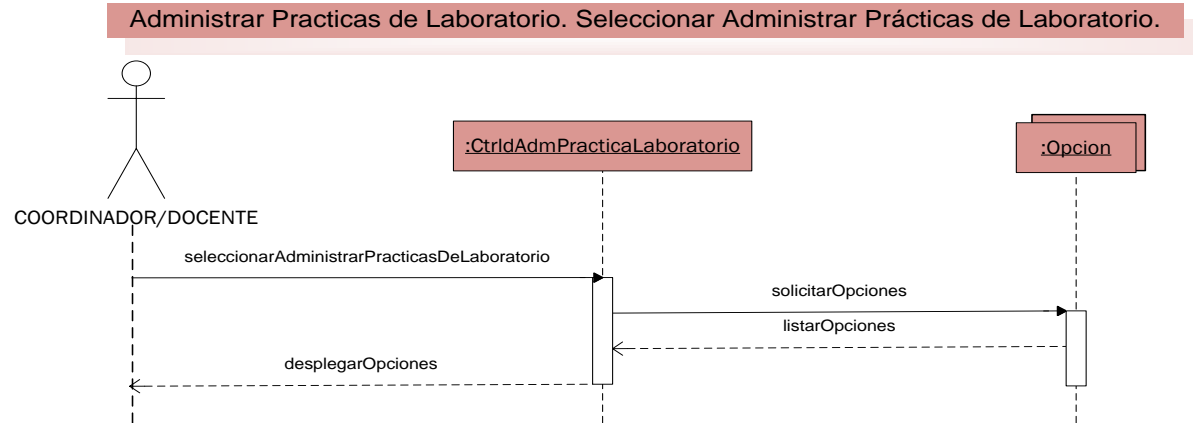 Administrar Practicas de Laboratorio. Seleccionar Administrar Prácticas de Laboratorio.
:CtrldAdmPracticaLaboratorio
:Opcion
COORDINADOR/DOCENTE
seleccionarAdministrarPracticasDeLaboratorio
solicitarOpciones
listarOpciones
desplegarOpciones